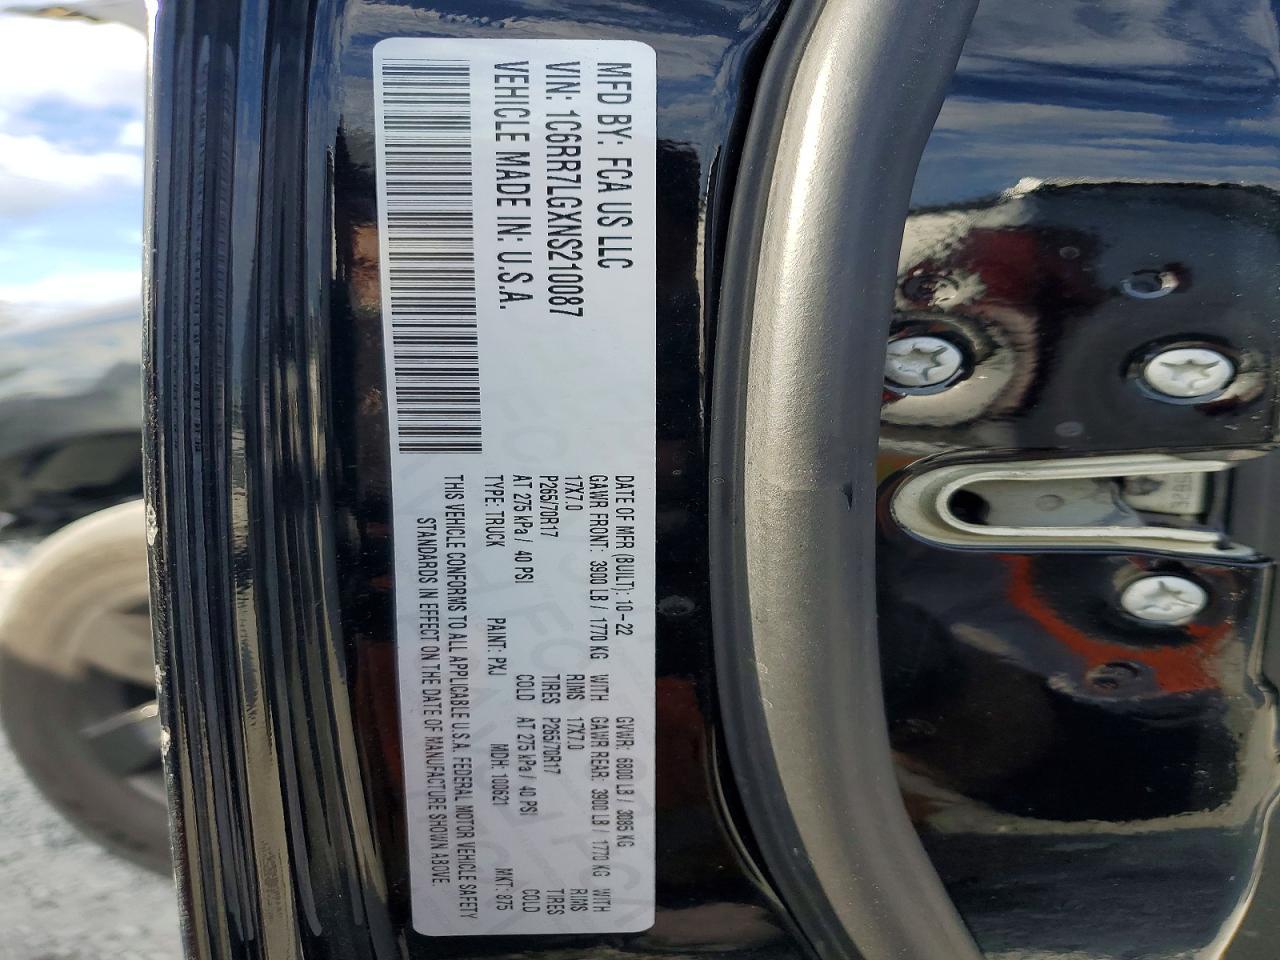 MFD BY: FCA US LLC
VIN: 1C6RR7LGXNS210087
VEHICLE MADE IN: U.S.A.
DATE OF MFR (BUILT): 10-22 GVWR: 6800 LB / 3085 KG
GAWR FRONT: 3900 LB / 1770 KG WITH GAWR REAR: 3900 LB / 1770 KG WITH
17X7.0 RIMS 17X7.0 RIMS
P265/70R17 TIRES P265/70R17 TIRES
AT 275 kPa / 40 PSI COLD AT 275 kPa / 40 PSI COLD
TYPE: TRUCK PAINT: PXJ MDH: 100621 MKT: 875
THIS VEHICLE CONFORMS TO ALL APPLICABLE U.S.A. FEDERAL MOTOR VEHICLE SAFETY
STANDARDS IN EFFECT ON THE DATE OF MANUFACTURE SHOWN ABOVE.